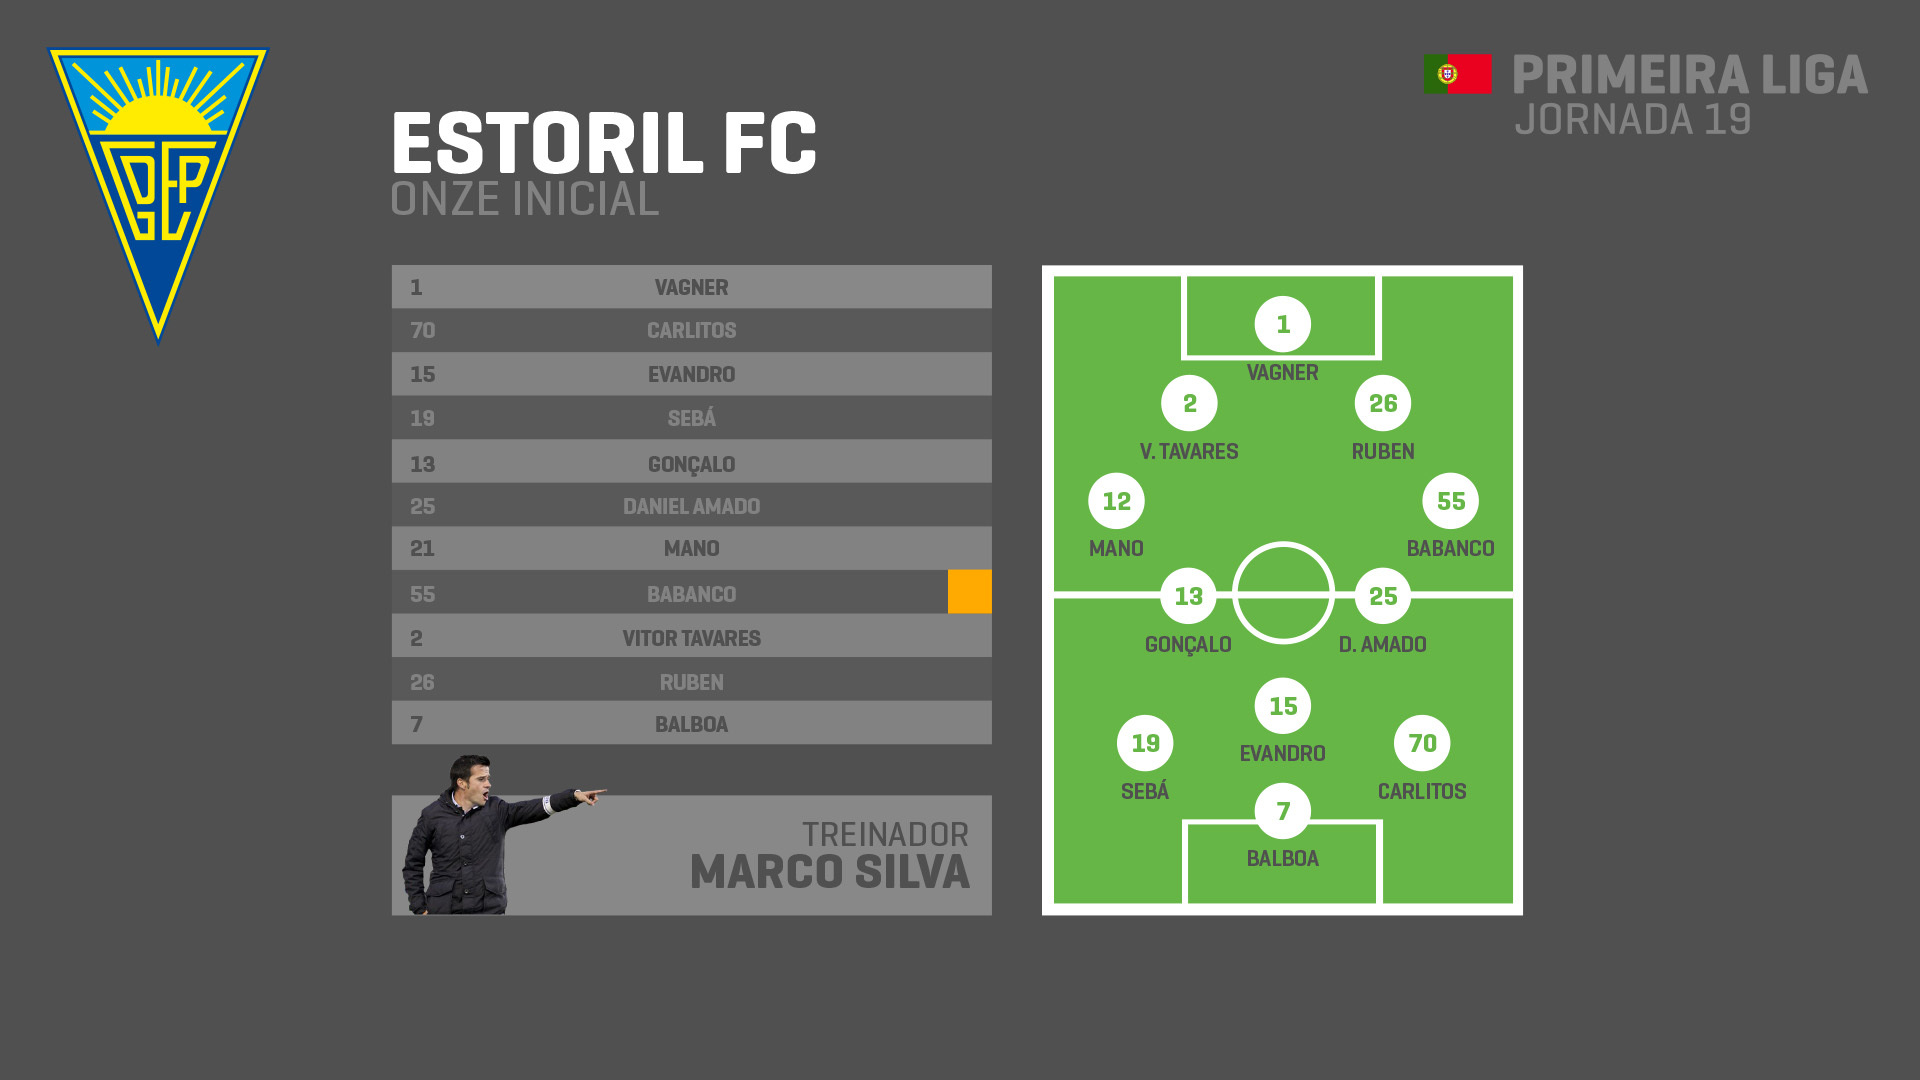 PRIMEIRA LIGA
JORNADA 19
ESTORIL FC
ONZE INICIAL
1 VAGNER
70 CARLITOS
15 EVANDRO
19 SEBÁ
13 GONÇALO
25 DANIEL AMADO
21 MANO
55 BABANCO
2 VITOR TAVARES
26 RUBEN
7 BALBOA
TREINADOR
MARCO SILVA
1
VAGNER
2 26
V. TAVARES RUBEN
12 55
MANO BABANCO
13 25
GONÇALO D. AMADO
15
EVANDRO
19 70
SEBÁ CARLITOS
7
BALBOA
GDEP